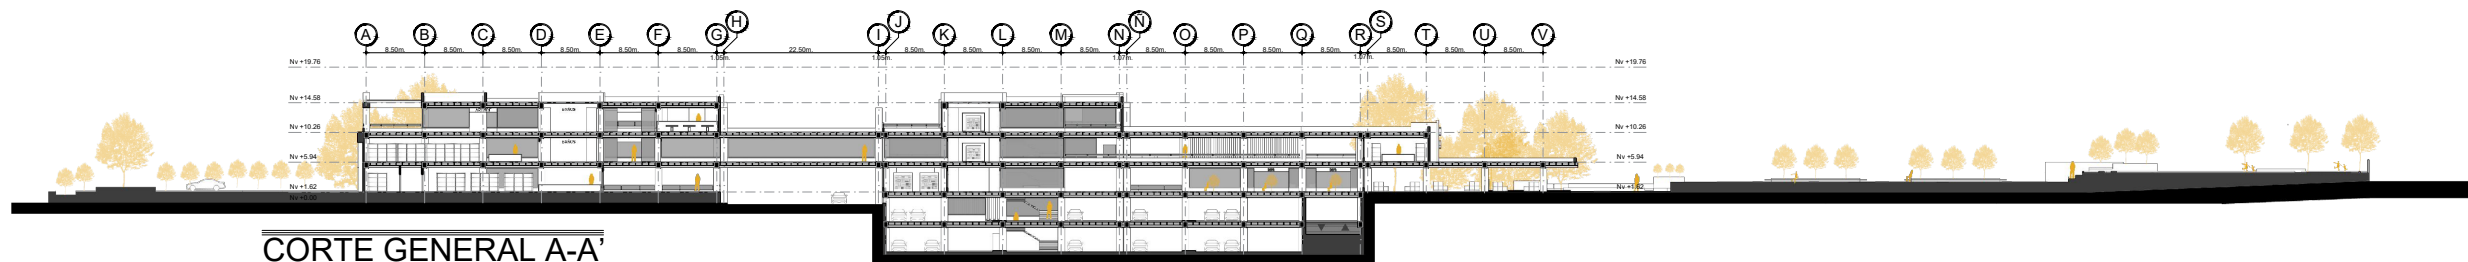 A B C D E F G H I J K L M N Ñ O P Q R S T U V
8.50m. 8.50m. 8.50m. 8.50m. 8.50m. 8.50m. 22.50m. 8.50m. 8.50m. 8.50m. 8.50m. 8.50m. 8.50m. 8.50m. 8.50m. 8.50m. 8.50m. 8.50m.
1.05m. 1.05m. 1.07m. 1.07m.
Nv +19.76 Nv +19.76
Nv +14.58 Nv +14.58
Nv +10.26 Nv +10.26
Nv +5.94 Nv +5.94
Nv +1.62 Nv +1.62
Nv +0.00
CORTE GENERAL A-A'